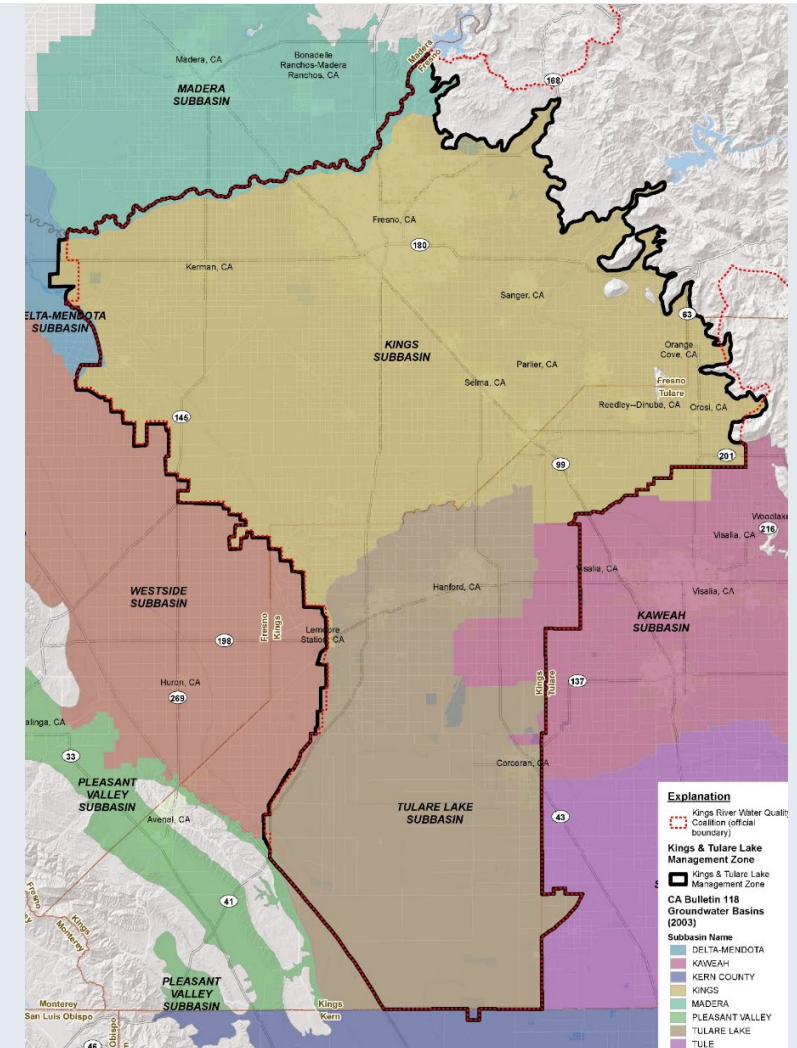 Madera, CA
Bonadelle
Ranchos-Madera
Ranchos, CA
Madera
Fresno
168
MADERA
SUBBASIN
Fresno, CA
180
Kerman, CA
Sanger, CA
63
ELTA-MENDOTA
SUBBASIN
KINGS
SUBBASIN
Orange
Cove, CA
Parlier, CA
Selma, CA
Fresno
Tulare
Reedley--Dinuba, CA
Orosi, CA
145
201
99
Woodlake
216
Visalia, CA
Visalia, CA
Visalia, CA
Hanford, CA
WESTSIDE
SUBBASIN
KAWEAH
SUBBASIN
198
Fresno
Kings
Lemoore
Station, CA
Huron, CA
269
Kings
Tulare
137
alinga, CA
33
Corcoran, CA
PLEASANT
VALLEY
SUBBASIN
Avenal, CA
TULARE LAKE
SUBBASIN
43
41
Fresno
Kings
Monterey
PLEASANT
VALLEY
SUBBASIN
Monterey
San Luis Obispo
Kings
Kern
Obispo
46
Explanation
Kings River Water Quality
Coalition (official
boundary)
Kings & Tulare Lake
Management Zone
Kings & Tulare Lake
Management Zone
CA Bulletin 118
Groundwater Basins
(2003)
Subbasin Name
DELTA-MENDOTA
KAWEAH
KERN COUNTY
KINGS
MADERA
PLEASANT VALLEY
TULARE LAKE
TULE